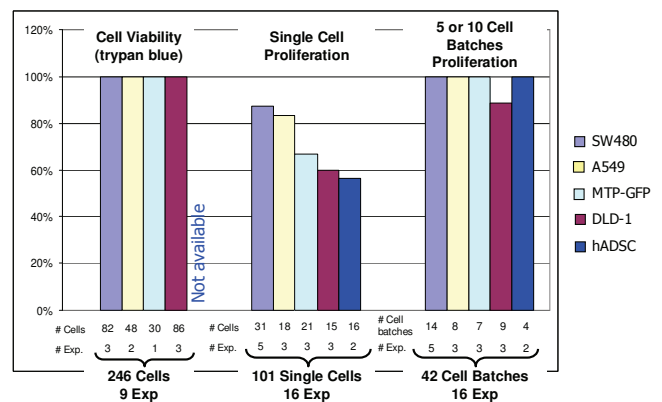 Cell Viability
(trypan blue)
Single Cell
Proliferation
5 or 10 Cell
Batches
Proliferation
120%
100%
80%
60%
40%
20%
0%
Not available
SW480
A549
MTP-GFP
DLD-1
hADSC
# Cells 82 48 30 86
# Exp. 3 2 1 3
246 Cells
9 Exp
# Cells 31 18 21 15 16
# Exp. 5 3 3 3 2
101 Single Cells
16 Exp
# Cell
batches 14 8 7 9 4
# Exp. 5 3 3 3 2
42 Cell Batches
16 Exp